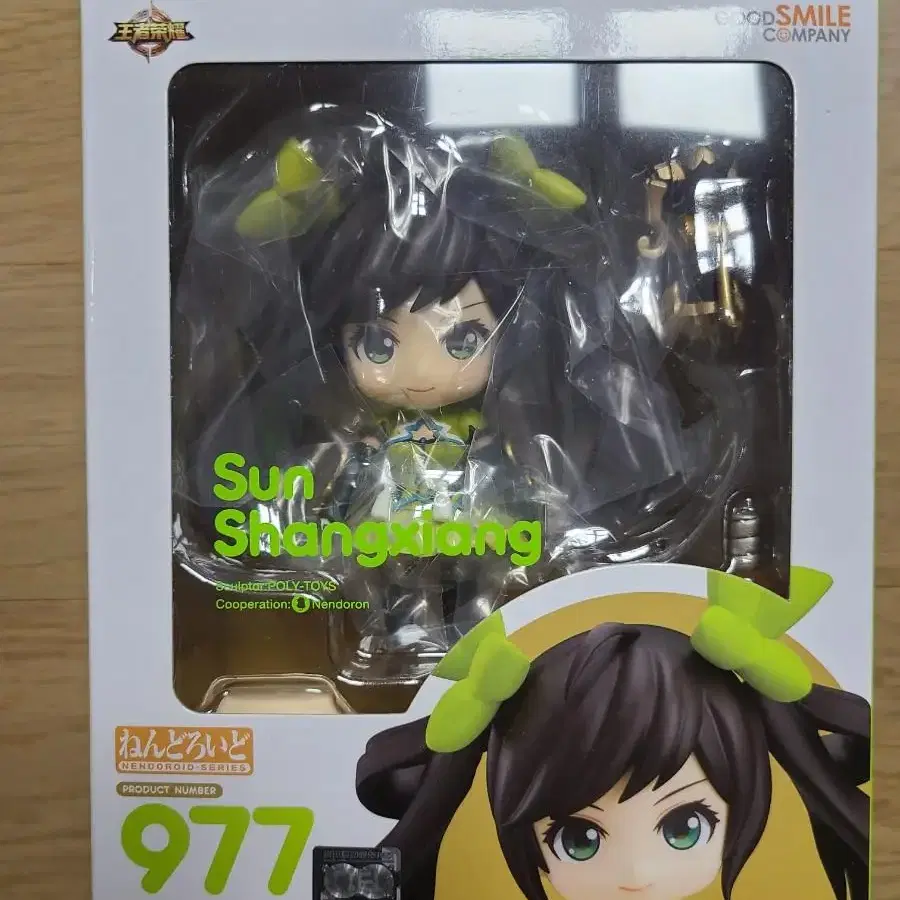 王者荣耀
GOOD SMILE
COMPANY
Sun
Shangxiang
Sculptor:POLY-TOYS
Cooperation: Nendoron
ねんどろいど
NENDOROID-SERIES
PRODUCT NUMBER
977